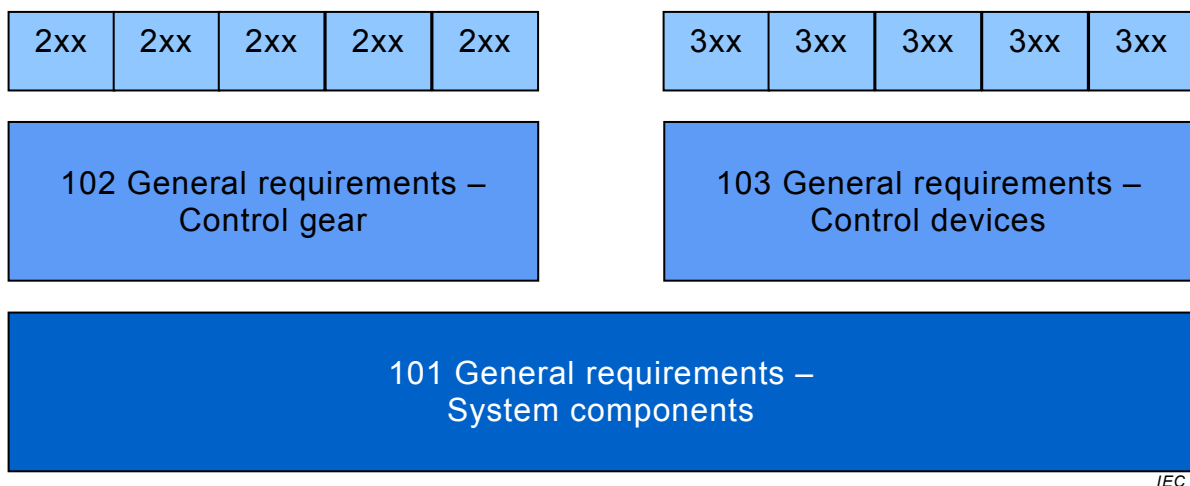 2xx 2xx 2xx 2xx 2xx 3xx 3xx 3xx 3xx 3xx
102 General requirements –
Control gear
103 General requirements –
Control devices
101 General requirements –
System components
IEC